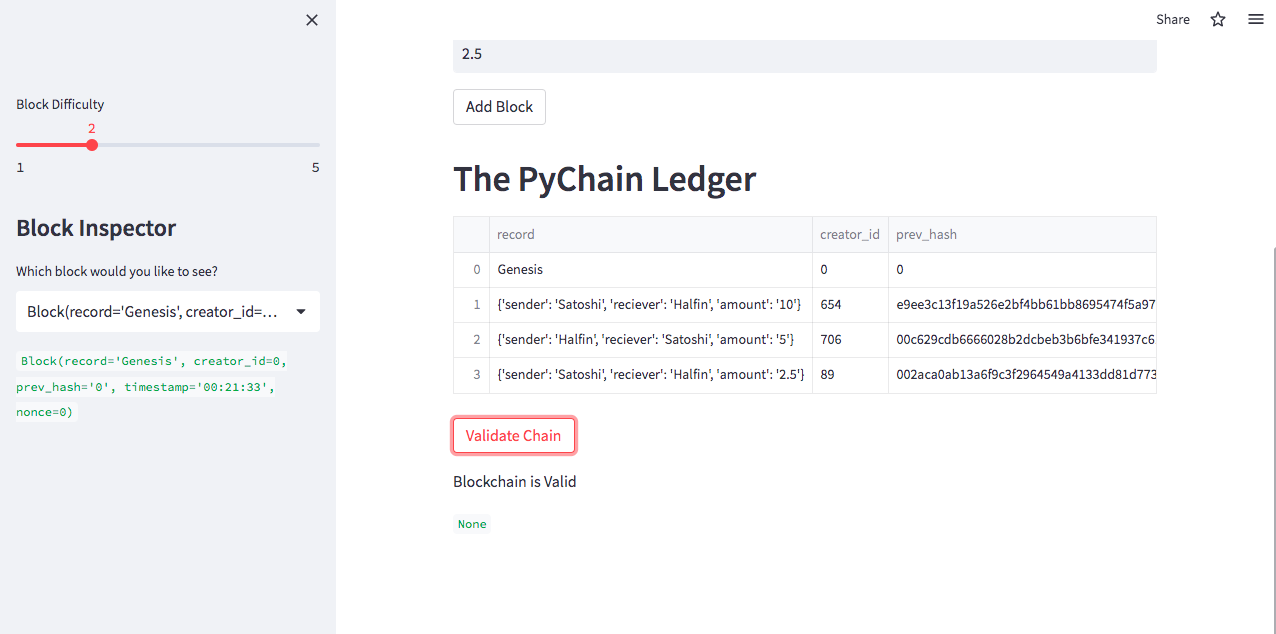 Share
Block Difficulty
2
1 5
Block Inspector
Which block would you like to see?
Block(record='Genesis', creator_id=...
Block(record='Genesis', creator_id=0,
prev_hash='0', timestamp='00:21:33',
nonce=0)
2.5
Add Block
The PyChain Ledger
record creator_id prev_hash
0 Genesis 0 0
1 {'sender': 'Satoshi', 'reciever': 'Halfin', 'amount': '10'} 654 e9ee3c13f19a526e2bf4bb61bb8695474f5a97
2 {'sender': 'Halfin', 'reciever': 'Satoshi', 'amount': '5'} 706 00c629cdb6666028b2dcbeb3b6bfe341937c6
3 {'sender': 'Satoshi', 'reciever': 'Halfin', 'amount': '2.5'} 89 002aca0ab13a6f9c3f2964549a4133dd81d773
Validate Chain
Blockchain is Valid
None